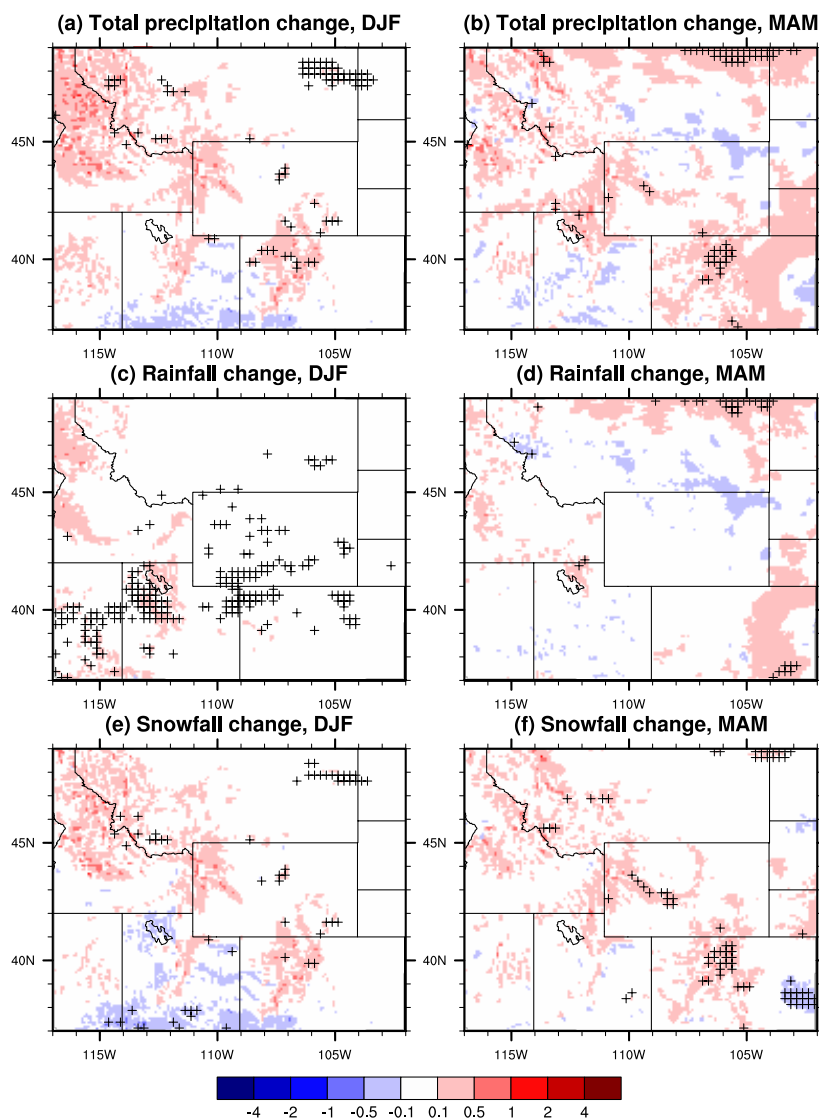 (a) Total precipitation change, DJF
(b) Total precipitation change, MAM
45N
40N
115W 110W 105W
45N
40N
115W 110W 105W
(c) Rainfall change, DJF
(d) Rainfall change, MAM
45N
40N
115W 110W 105W
45N
40N
115W 110W 105W
(e) Snowfall change, DJF
(f) Snowfall change, MAM
45N
40N
115W 110W 105W
45N
40N
115W 110W 105W
-4 -2 -1 -0.5 -0.1 0.1 0.5 1 2 4